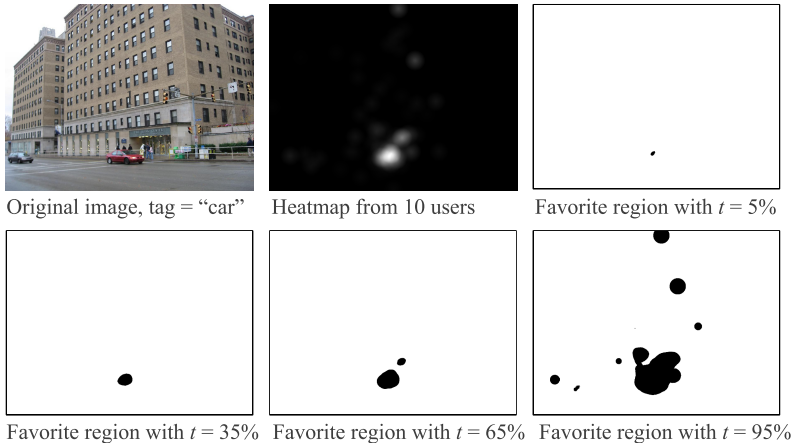 Original image, tag = “car”
Heatmap from 10 users
Favorite region with t = 5%
Favorite region with t = 35%
Favorite region with t = 65%
Favorite region with t = 95%